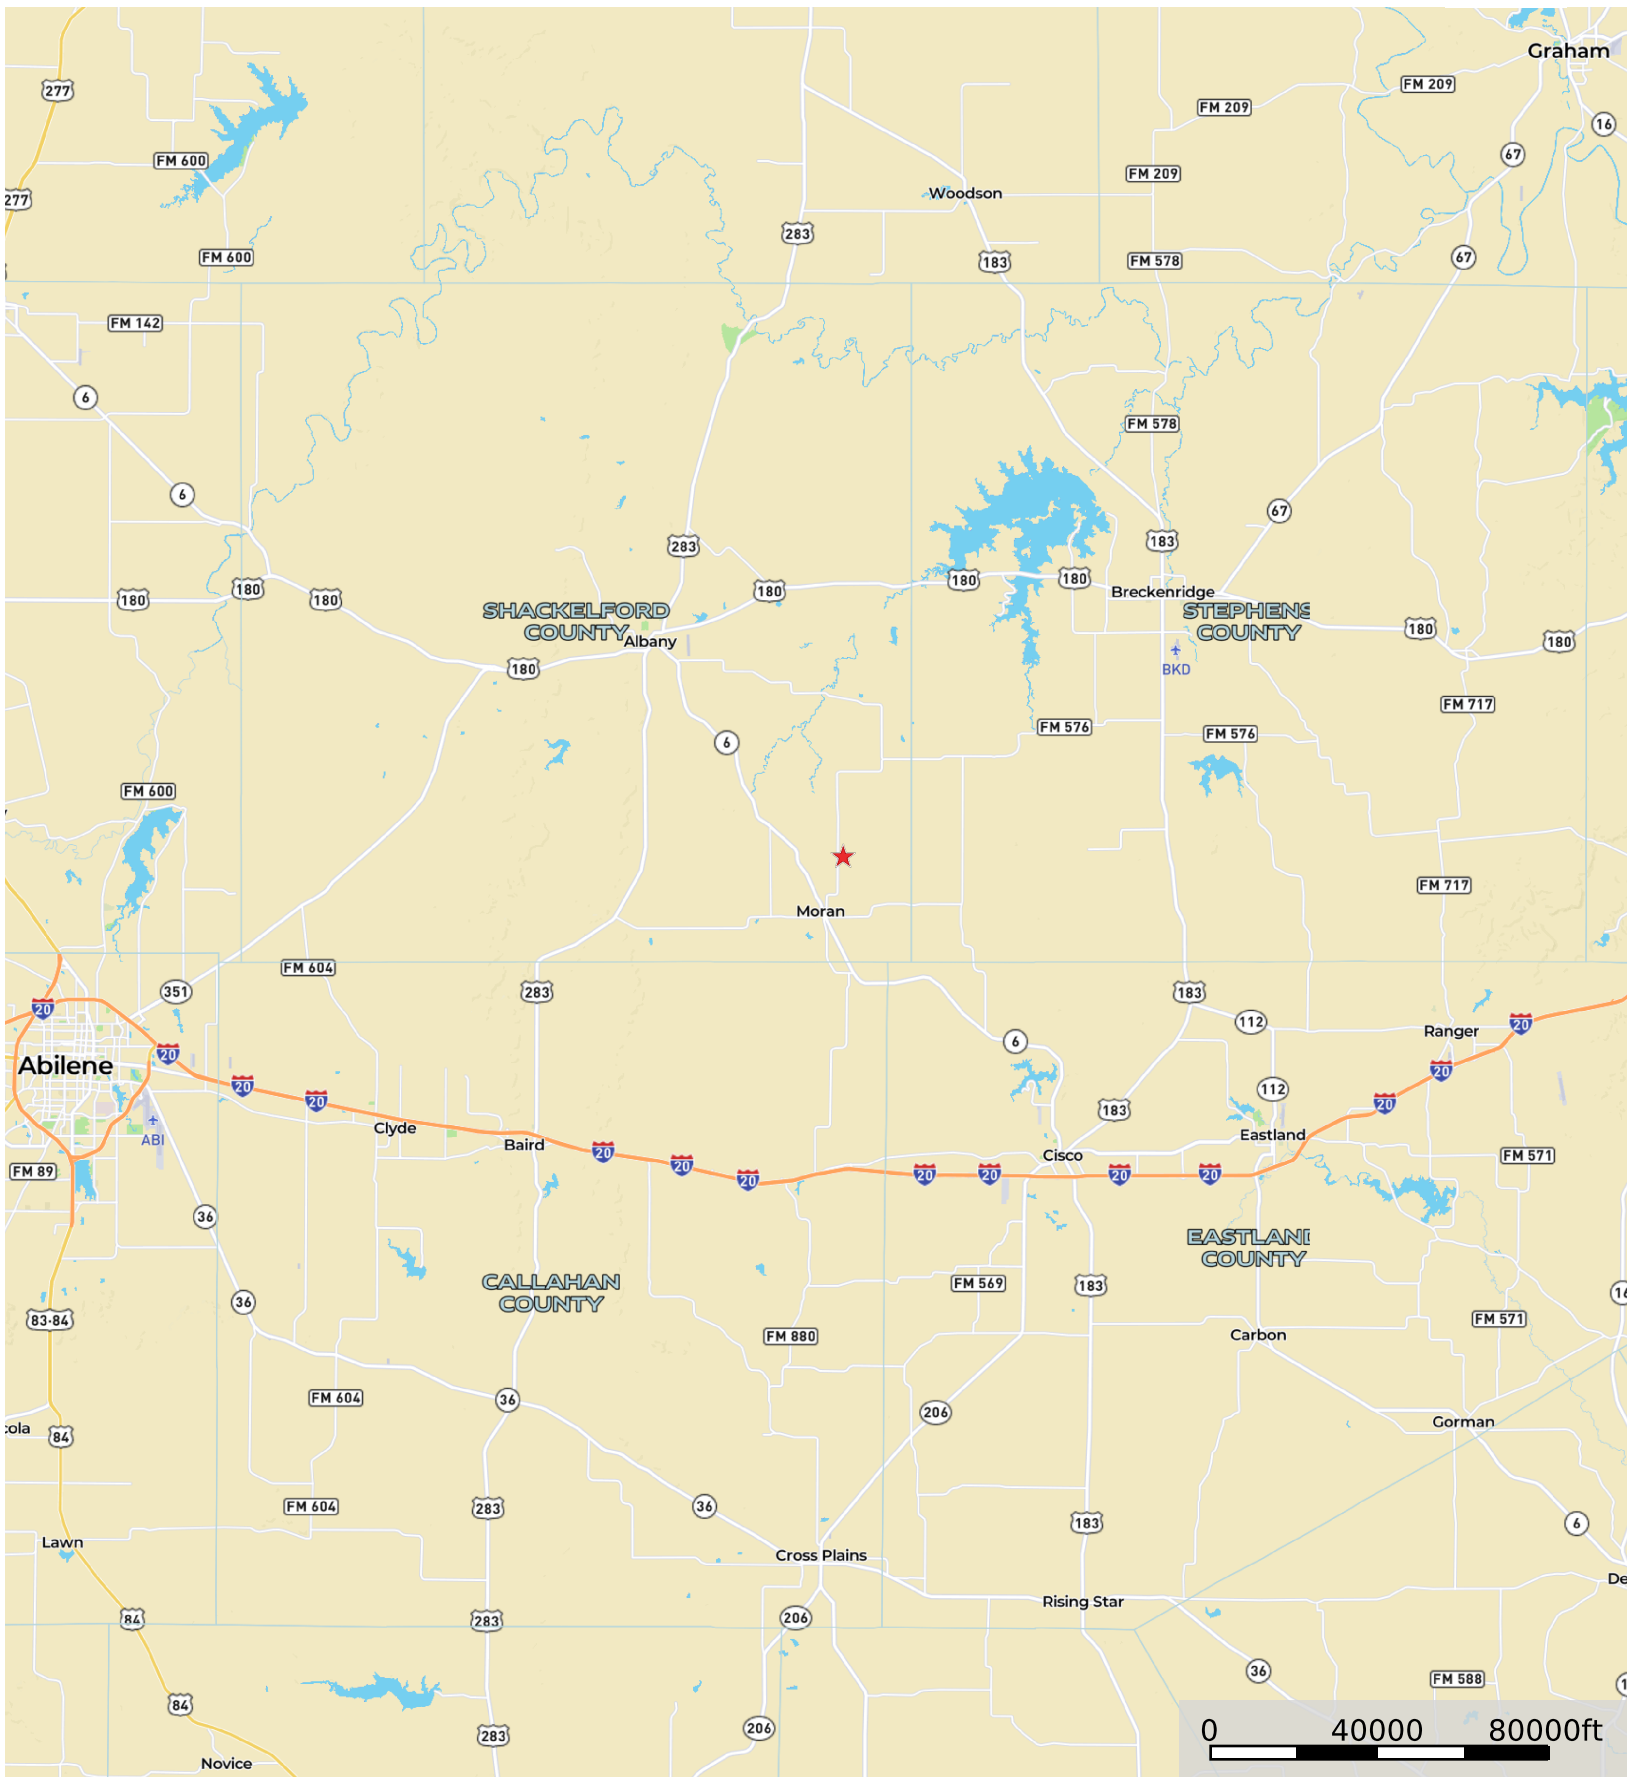 Graham
277
FM 209
FM 209
16
FM 600
67
FM 209
Woodson
277
283
FM 600
183
FM 578
67
FM 142
6
FM 578
6
67
283
183
180
180
180
180
180
180
Breckenridge
180
SHACKELFORD
COUNTY
STEPHENS
COUNTY
180
180
Albany
180
BKD
FM 717
FM 576
FM 576
6
FM 600
FM 717
Moran
FM 604
351
283
183
20
112
20
Ranger
6
20
Abilene
20
20
20
112
20
183
ABI
Clyde
Baird
Eastland
20
Cisco
FM 571
FM 89
20
20
20
20
20
20
36
EASTLAND
COUNTY
CALLAHAN
COUNTY
FM 569
183
36
83-84
FM 571
FM 880
Carbon
FM 604
36
206
cola
84
Gorman
FM 604
283
36
183
6
Lawn
Cross Plains
De
Rising Star
84
283
206
36
FM 588
84
206
283
Novice
0 40000 80000ft